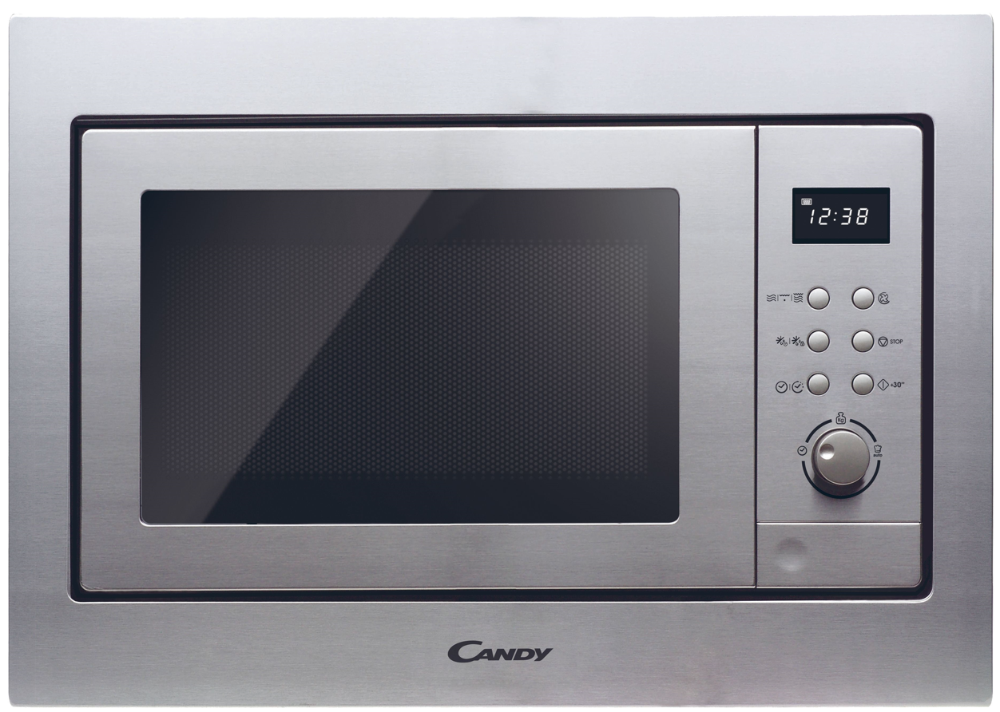 12:38
STOP
+30"
Kg
auto
CANDY